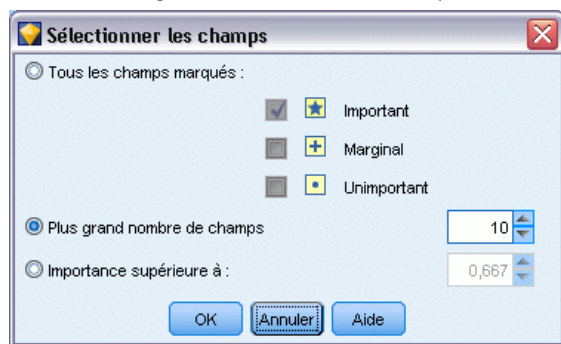 Sélectionner les champs
Tous les champs marqués :
Important
Marginal
Unimportant
Plus grand nombre de champs 10
Importance supérieure à : 0,667
OK Annuler Aide